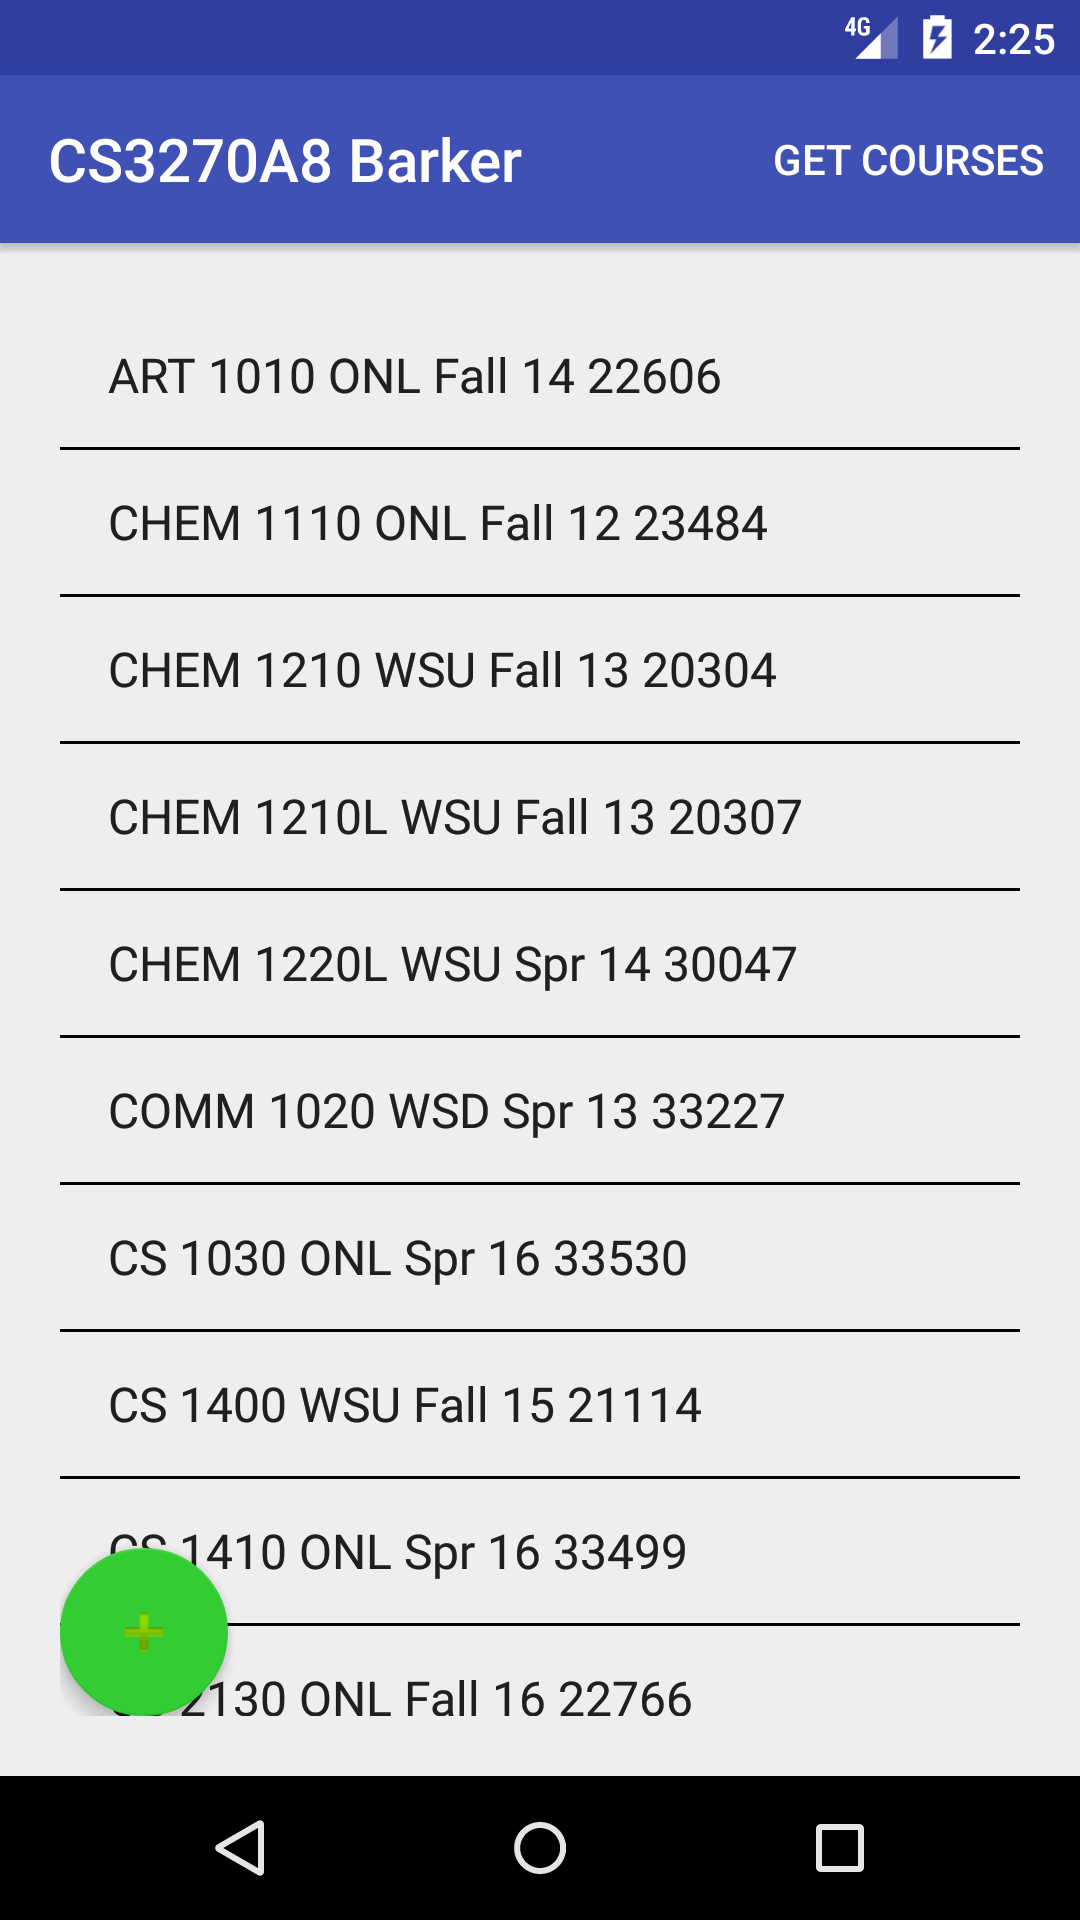 4G 2:25
CS3270A8 Barker GET COURSES
ART 1010 ONL Fall 14 22606
CHEM 1110 ONL Fall 12 23484
CHEM 1210 WSU Fall 13 20304
CHEM 1210L WSU Fall 13 20307
CHEM 1220L WSU Spr 14 30047
COMM 1020 WSD Spr 13 33227
CS 1030 ONL Spr 16 33530
CS 1400 WSU Fall 15 21114
CS 1410 ONL Spr 16 33499
2130 ONL Fall 16 22766